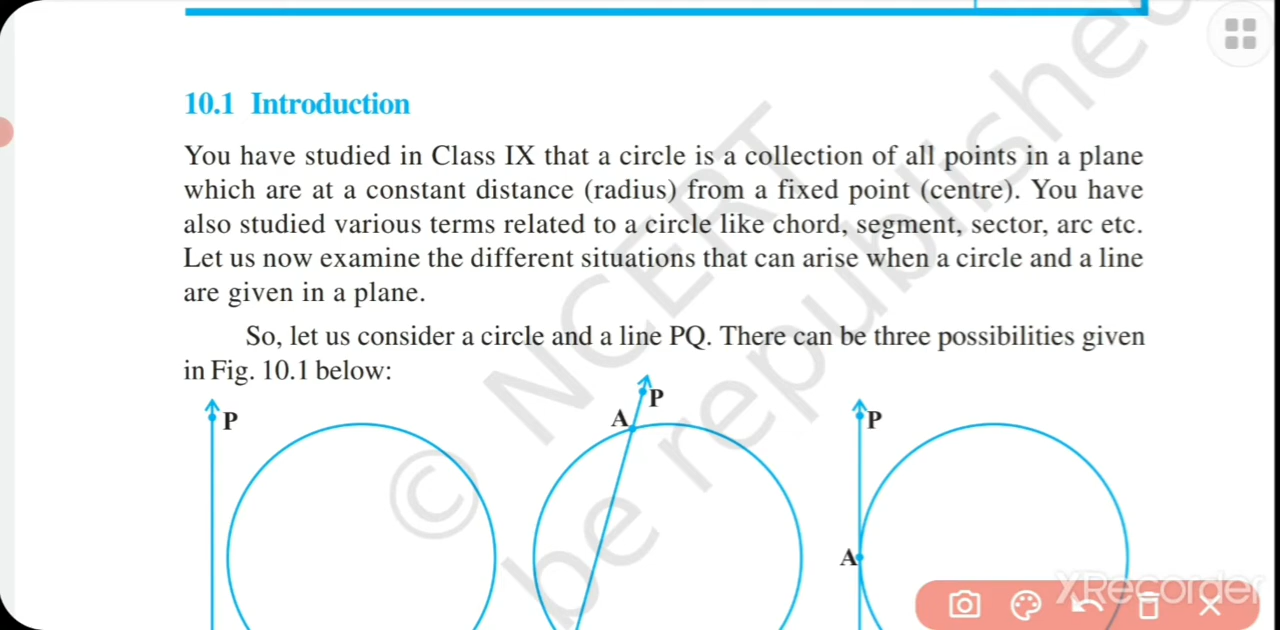 10.1 Introduction
You have studied in Class IX that a circle is a collection of all points in a plane
which are at a constant distance (radius) from a fixed point (centre). You have
also studied various terms related to a circle like chord, segment, sector, arc etc.
Let us now examine the different situations that can arise when a circle and a line
are given in a plane.
So, let us consider a circle and a line PQ. There can be three possibilities given
in Fig. 10.1 below:
P
A
P
P
A
© NCERT
be republished
XRecorder